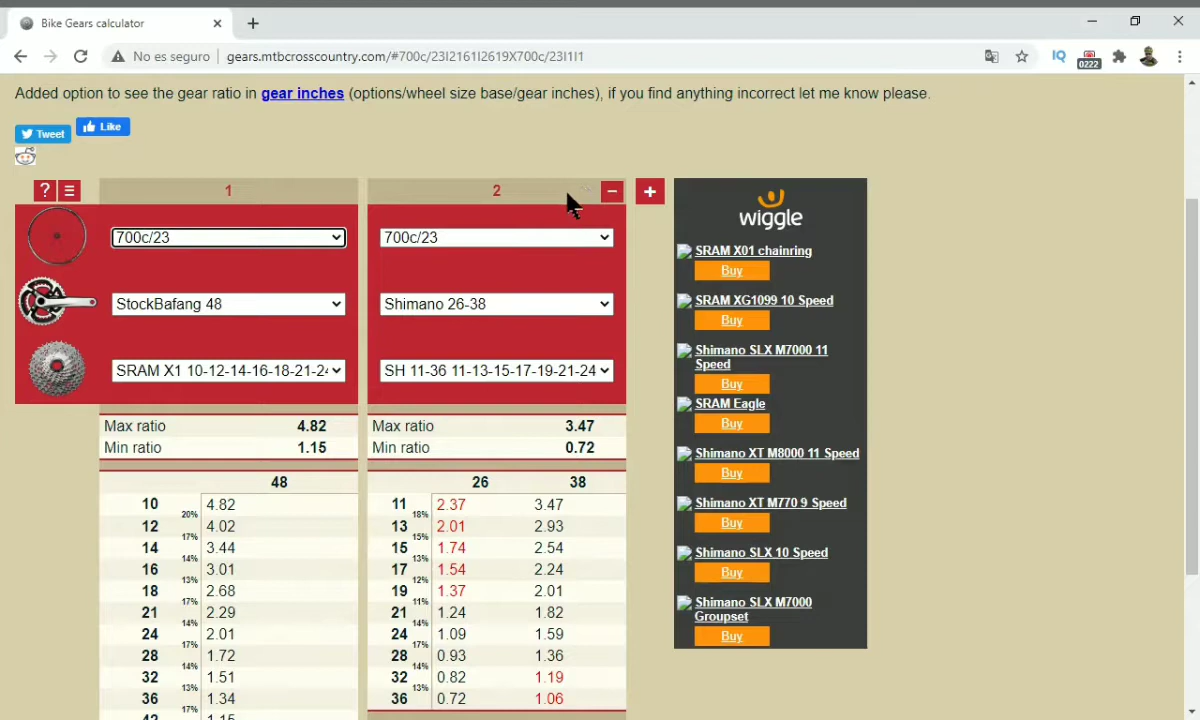 Bike Gears calculator
No es seguro
gears.mtbcrosscountry.com/#700c/23I2161I2619X700c/23I1I1
IQ
0222
Added option to see the gear ratio in gear inches (options/wheel size base/gear inches), if you find anything incorrect let me know please.
Tweet
Like
?
1
2
700c/23
700c/23
StockBafang 48
Shimano 26-38
SRAM X1 10-12-14-16-18-21-24
SH 11-36 11-13-15-17-19-21-24
Max ratio 4.82
Min ratio 1.15
Max ratio 3.47
Min ratio 0.72
48
10 4.82
20%
12 4.02
17%
14 3.44
14%
16 3.01
13%
18 2.68
17%
21 2.29
14%
24 2.01
17%
28 1.72
14%
32 1.51
13%
36 1.34
17%
42 1.15
26 38
11 2.37 3.47
18%
13 2.01 2.93
15%
15 1.74 2.54
13%
17 1.54 2.24
12%
19 1.37 2.01
11%
21 1.24 1.82
14%
24 1.09 1.59
17%
28 0.93 1.36
14%
32 0.82 1.19
13%
36 0.72 1.06
wiggle
SRAM X01 chainring
Buy
SRAM XG1099 10 Speed
Buy
Shimano SLX M7000 11
Speed
Buy
SRAM Eagle
Buy
Shimano XT M8000 11 Speed
Buy
Shimano XT M770 9 Speed
Buy
Shimano SLX 10 Speed
Buy
Shimano SLX M7000
Groupset
Buy